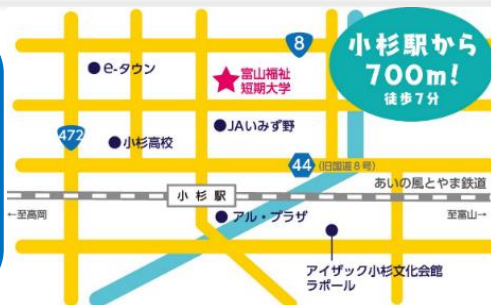 8
小杉駅から
700m!
徒歩7分
e-タウン
富山福祉
短期大学
472
小杉高校
JAいみず野
44
(旧国道8号)
あいの風とやま鉄道
小杉駅
←至高岡
アル・プラザ
至富山→
アイザック小杉文化会館
ラポール